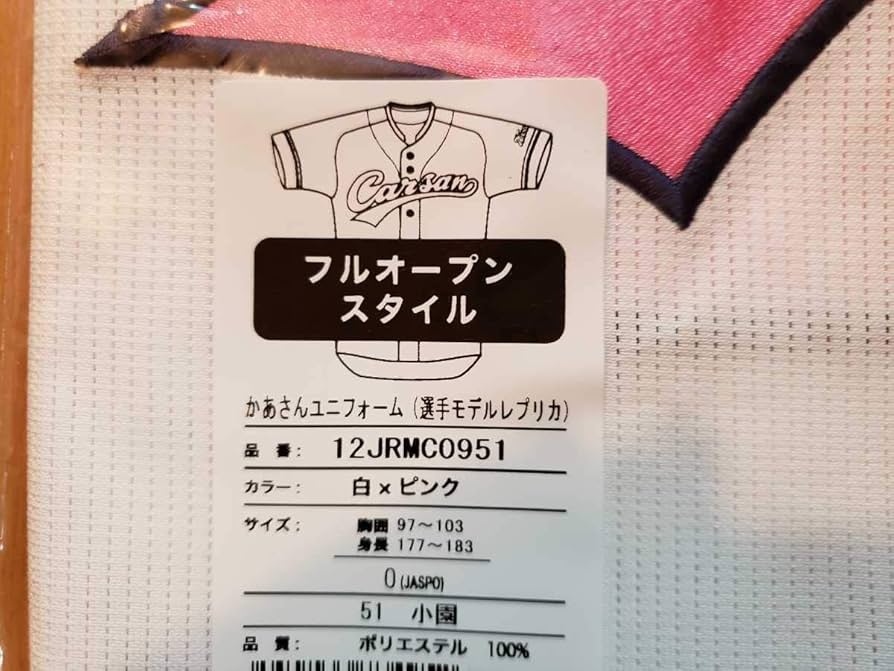 Carsan
フルオープン
スタイル
かあさんユニフォーム（選手モデルレプリカ）
品 番： 12JRMC0951
カラー： 白×ピンク
サイズ： 胸囲 97～103
身長 177～183
O(JASPO)
51 小園
品 質： ポリエステル 100%